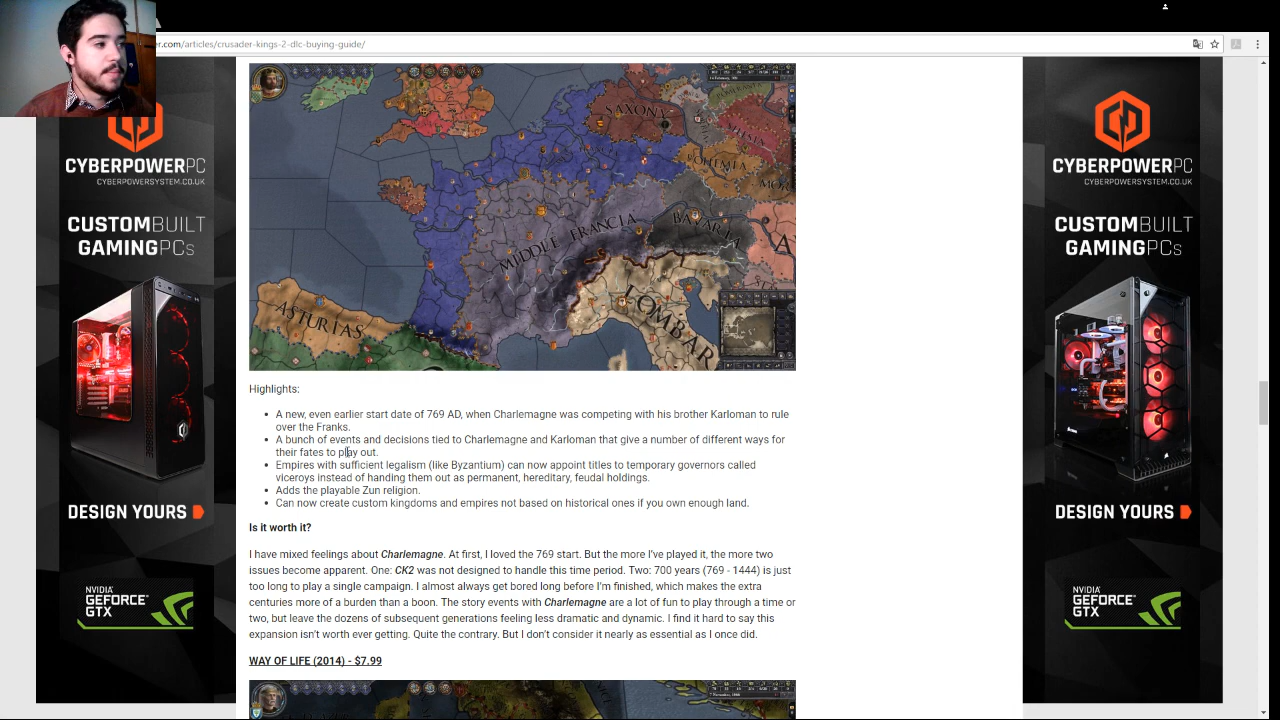 er.com/articles/crusader-kings-2-dlc-buying-guide/
CYBERPOWERPC
CYBERPOWERSYSTEM.CO.UK
CUSTOMBUILT
GAMINGPCs
DESIGN YOURS
NVIDIA
GEFORCE
GTX
SAXONY
BOHEMIA
MIDDLE FRANCIA
BAVARIA
ASTURIAS
LOMBAR
Highlights:
• A new, even earlier start date of 769 AD, when Charlemagne was competing with his brother Karloman to rule
over the Franks.
• A bunch of events and decisions tied to Charlemagne and Karloman that give a number of different ways for
their fates to play out.
• Empires with sufficient legalism (like Byzantium) can now appoint titles to temporary governors called
viceroys instead of handing them out as permanent, hereditary, feudal holdings.
• Adds the playable Zun religion.
• Can now create custom kingdoms and empires not based on historical ones if you own enough land.
Is it worth it?
I have mixed feelings about Charlemagne. At first, I loved the 769 start. But the more I've played it, the more two
issues become apparent. One: CK2 was not designed to handle this time period. Two: 700 years (769 - 1444) is just
too long to play a single campaign. I almost always get bored long before I'm finished, which makes the extra
centuries more of a burden than a boon. The story events with Charlemagne are a lot of fun to play through a time or
two, but leave the dozens of subsequent generations feeling less dramatic and dynamic. I find it hard to say this
expansion isn't worth ever getting. Quite the contrary. But I don't consider it nearly as essential as I once did.
WAY OF LIFE (2014) - $7.99
CYBERPOWERPC
CYBERPOWERSYSTEM.CO.UK
CUSTOMBUILT
GAMINGPCs
DESIGN YOURS
NVIDIA
GEFORCE
GTX